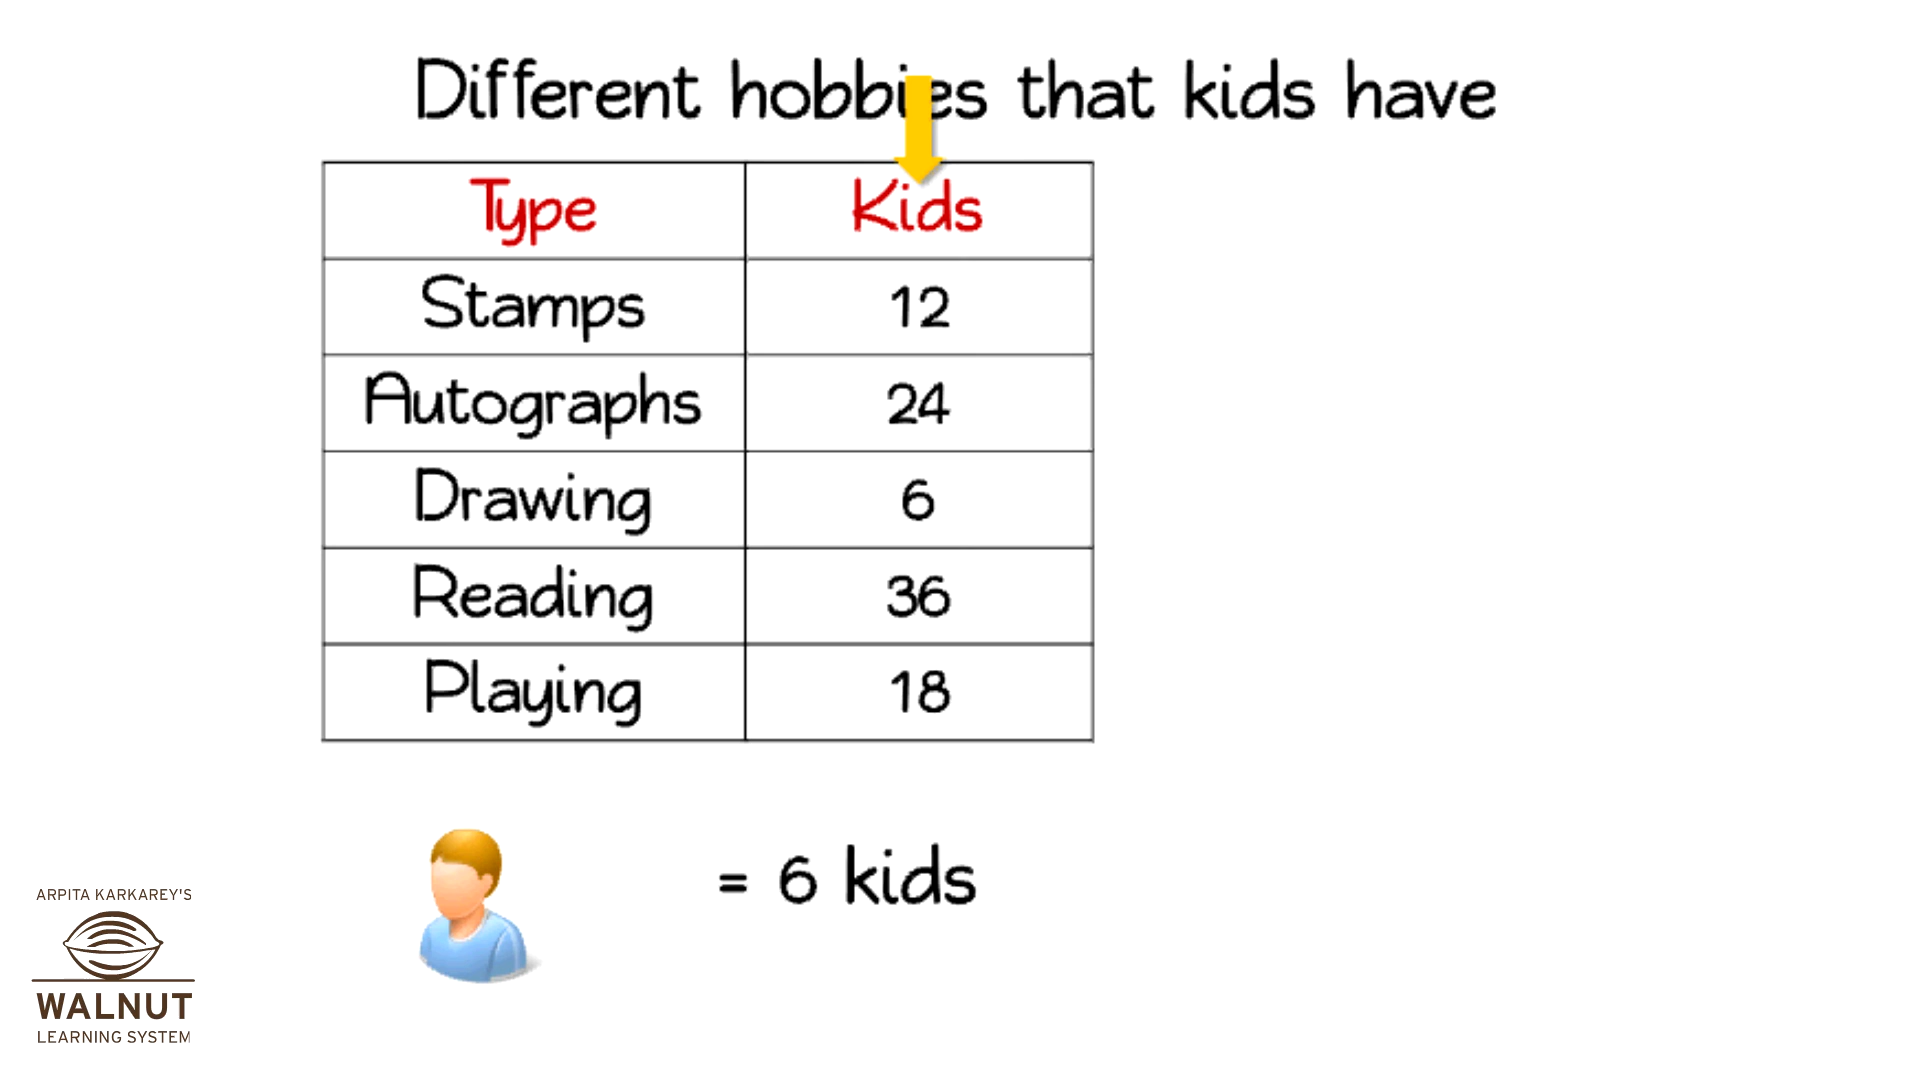 Different hobbies that kids have
Type Kids
Stamps 12
Autographs 24
Drawing 6
Reading 36
Playing 18
= 6 kids
ARPITA KARKAREY'S
WALNUT
LEARNING SYSTEM